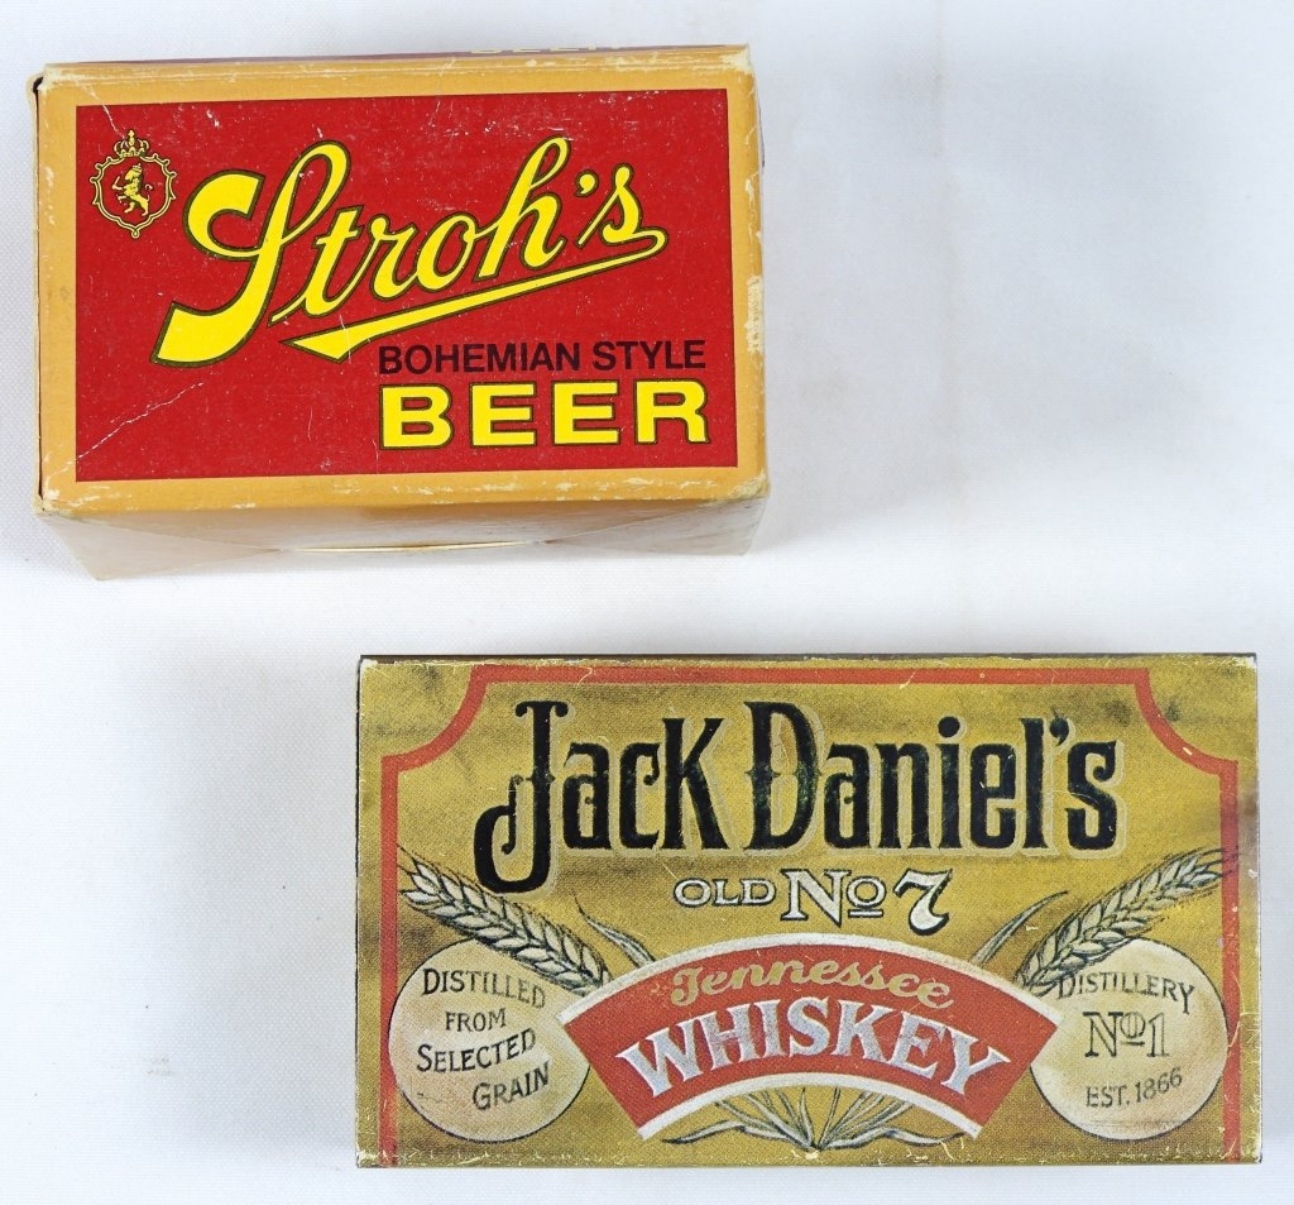 Stroh's
BOHEMIAN STYLE
BEER
Jack Daniel's
OLD No 7
Tennessee
WHISKEY
DISTILLED
FROM
SELECTED
GRAIN
DISTILLERY
No 1
EST. 1866